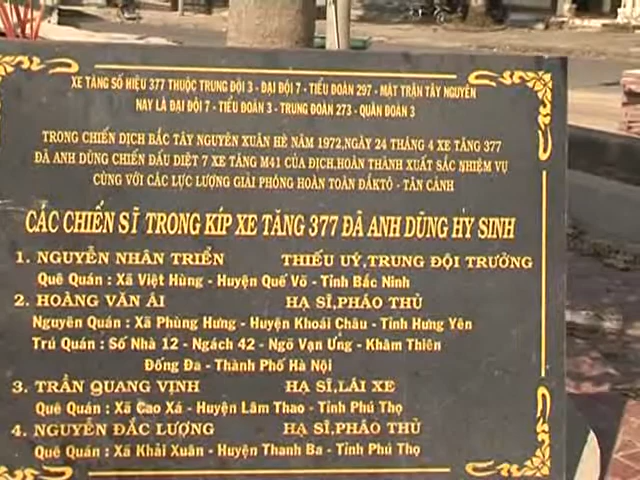 XE TĂNG SỐ HIỆU 377 THUỘC TRUNG ĐỘI 3 - ĐẠI ĐỘI 7 - TIỂU ĐOÀN 297 - MẶT TRẬN TÂY NGUYÊN
NAY LÀ ĐẠI ĐỘI 7 - TIỂU ĐOÀN 3 - TRUNG ĐOÀN 273 - QUÂN ĐOÀN 3
TRONG CHIẾN DỊCH BẮC TÂY NGUYÊN XUÂN HÈ NĂM 1972,NGÀY 24 THÁNG 4 XE TĂNG 377
ĐÃ ANH DŨNG CHIẾN ĐẤU DIỆT 7 XE TĂNG M41 CỦA ĐỊCH,HOÀN THÀNH XUẤT SẮC NHIỆM VỤ
CÙNG VỚI CÁC LỰC LƯỢNG GIẢI PHÓNG HOÀN TOÀN ĐẮKTÔ - TÂN CẢNH
CÁC CHIẾN SĨ TRONG KÍP XE TĂNG 377 ĐÃ ANH DŨNG HY SINH
1. NGUYỄN NHÂN TRIỂN THIẾU UÝ,TRUNG ĐỘI TRƯỞNG
Quê Quán : Xã Việt Hùng - Huyện Quế Võ - Tỉnh Bắc Ninh
2. HOÀNG VĂN ÁI HẠ SĨ,PHÁO THỦ
Nguyên Quán : Xã Phùng Hưng - Huyện Khoái Châu - Tỉnh Hưng Yên
Trú Quán : Số Nhà 12 - Ngách 42 - Ngõ Vạn Ứng - Khâm Thiên
Đống Đa - Thành Phố Hà Nội
3. TRẦN QUANG VỊNH HẠ SĨ,LÁI XE
Quê Quán : Xã Cao Xá - Huyện Lâm Thao - Tỉnh Phú Thọ
4. NGUYỄN ĐẮC LƯỢNG HẠ SĨ,PHÁO THỦ
Quê Quán : Xã Khải Xuân - Huyện Thanh Ba - Tỉnh Phú Thọ